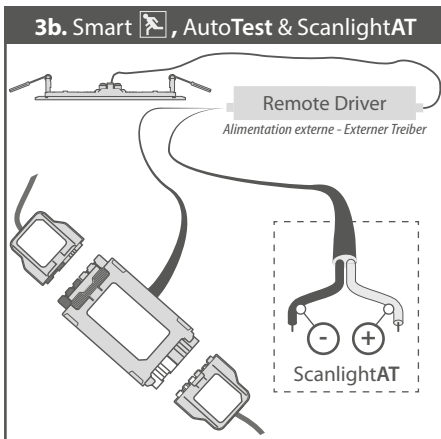 3b. Smart , AutoTest & ScanlightAT
Remote Driver
Alimentation externe - Externer Treiber
- +
ScanlightAT